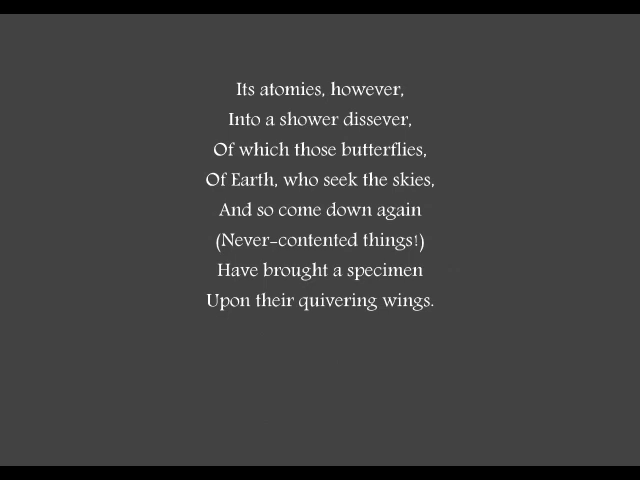 Its atomies, however,
Into a shower dissever,
Of which those butterflies,
Of Earth, who seek the skies,
And so come down again
(Never-contented things!)
Have brought a specimen
Upon their quivering wings.